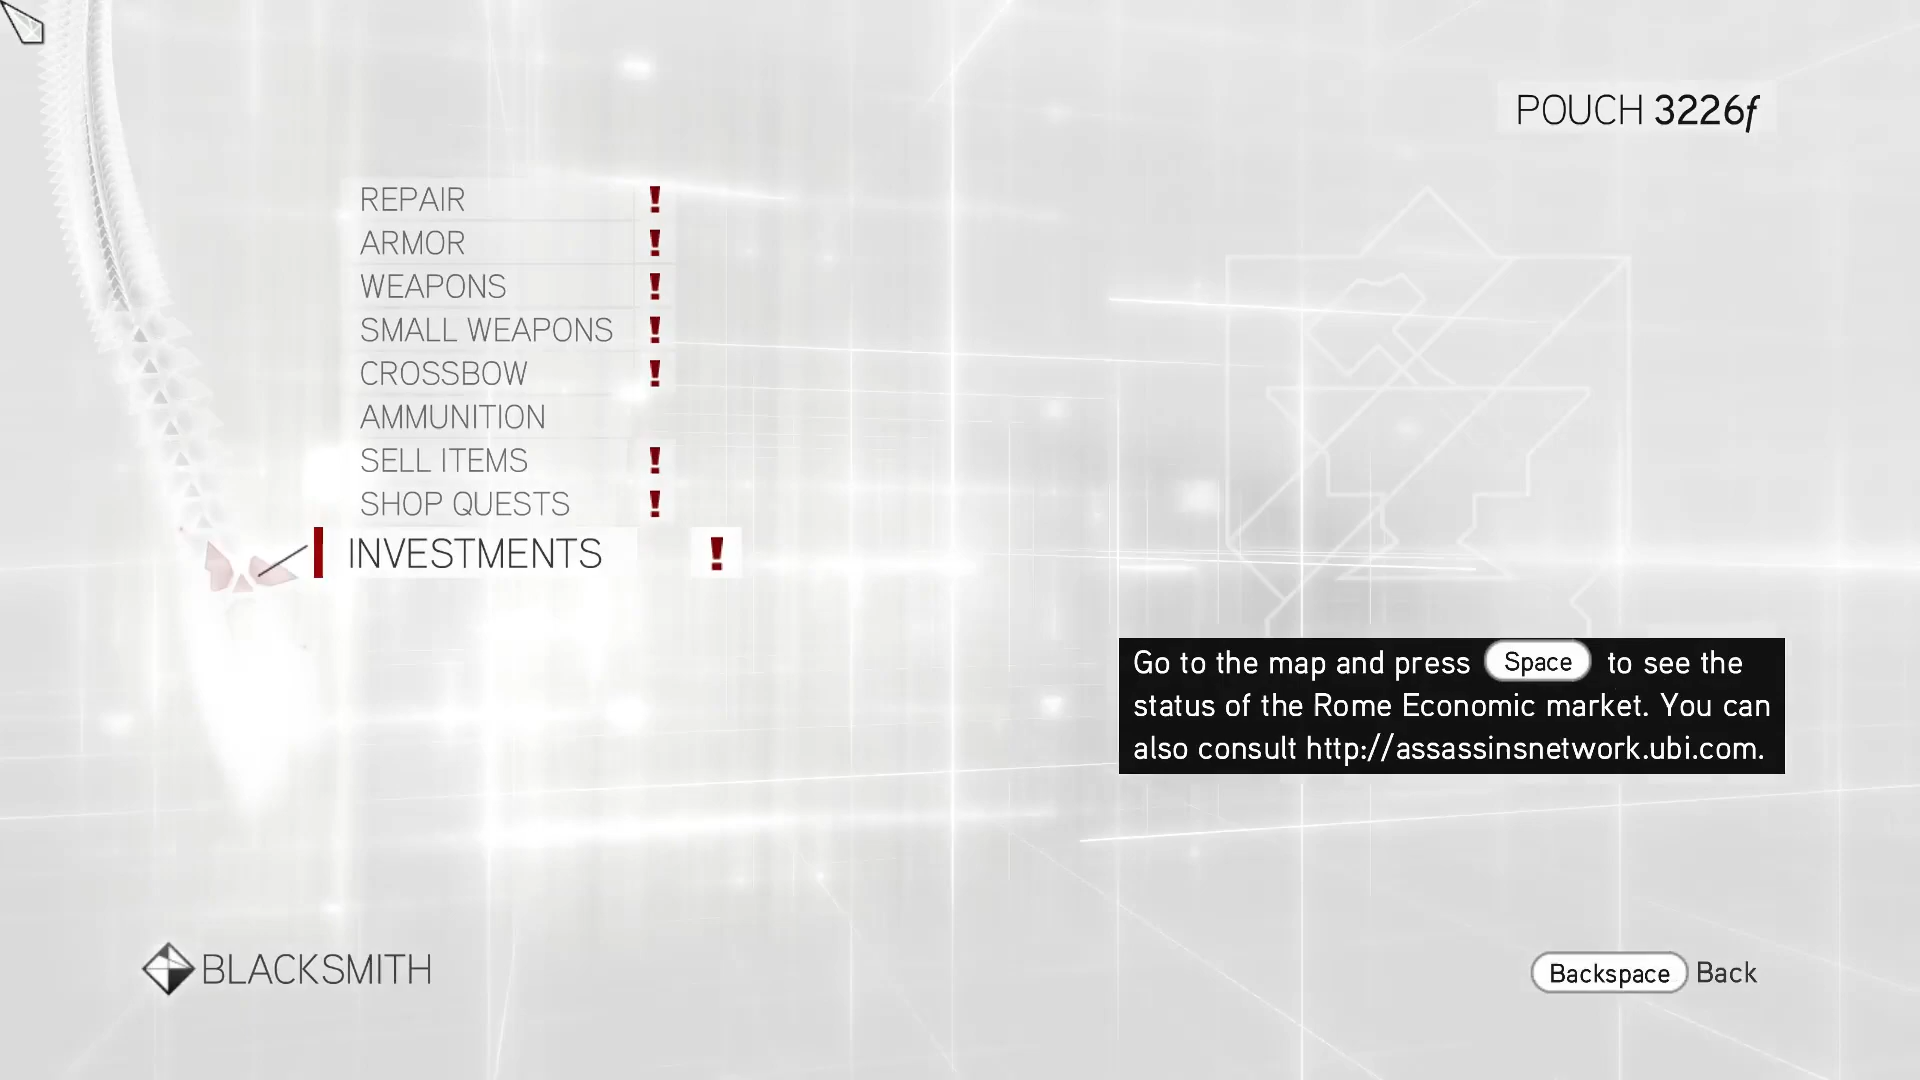 POUCH 3226f
REPAIR !
ARMOR !
WEAPONS !
SMALL WEAPONS !
CROSSBOW !
AMMUNITION
SELL ITEMS !
SHOP QUESTS !
INVESTMENTS !
Go to the map and press Space to see the
status of the Rome Economic market. You can
also consult http://assassinsnetwork.ubi.com.
BLACKSMITH
Backspace Back